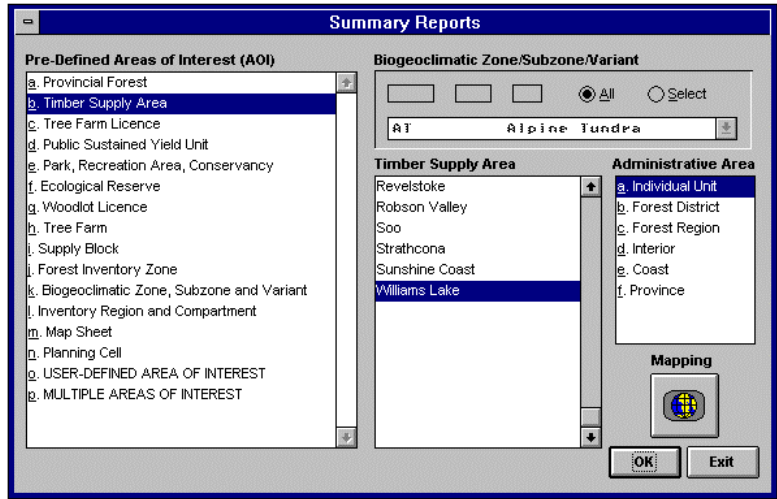 Summary Reports
Pre-Defined Areas of Interest (AOI)
a. Provincial Forest
b. Timber Supply Area
c. Tree Farm Licence
d. Public Sustained Yield Unit
e. Park, Recreation Area, Conservancy
f. Ecological Reserve
g. Woodlot Licence
h. Tree Farm
i. Supply Block
j. Forest Inventory Zone
k. Biogeoclimatic Zone, Subzone and Variant
l. Inventory Region and Compartment
m. Map Sheet
n. Planning Cell
o. USER-DEFINED AREA OF INTEREST
p. MULTIPLE AREAS OF INTEREST
Biogeoclimatic Zone/Subzone/Variant
All Select
AT Alpine Tundra
Timber Supply Area
Revelstoke
Robson Valley
Soo
Strathcona
Sunshine Coast
Williams Lake
Administrative Area
a. Individual Unit
b. Forest District
c. Forest Region
d. Interior
e. Coast
f. Province
Mapping
OK Exit